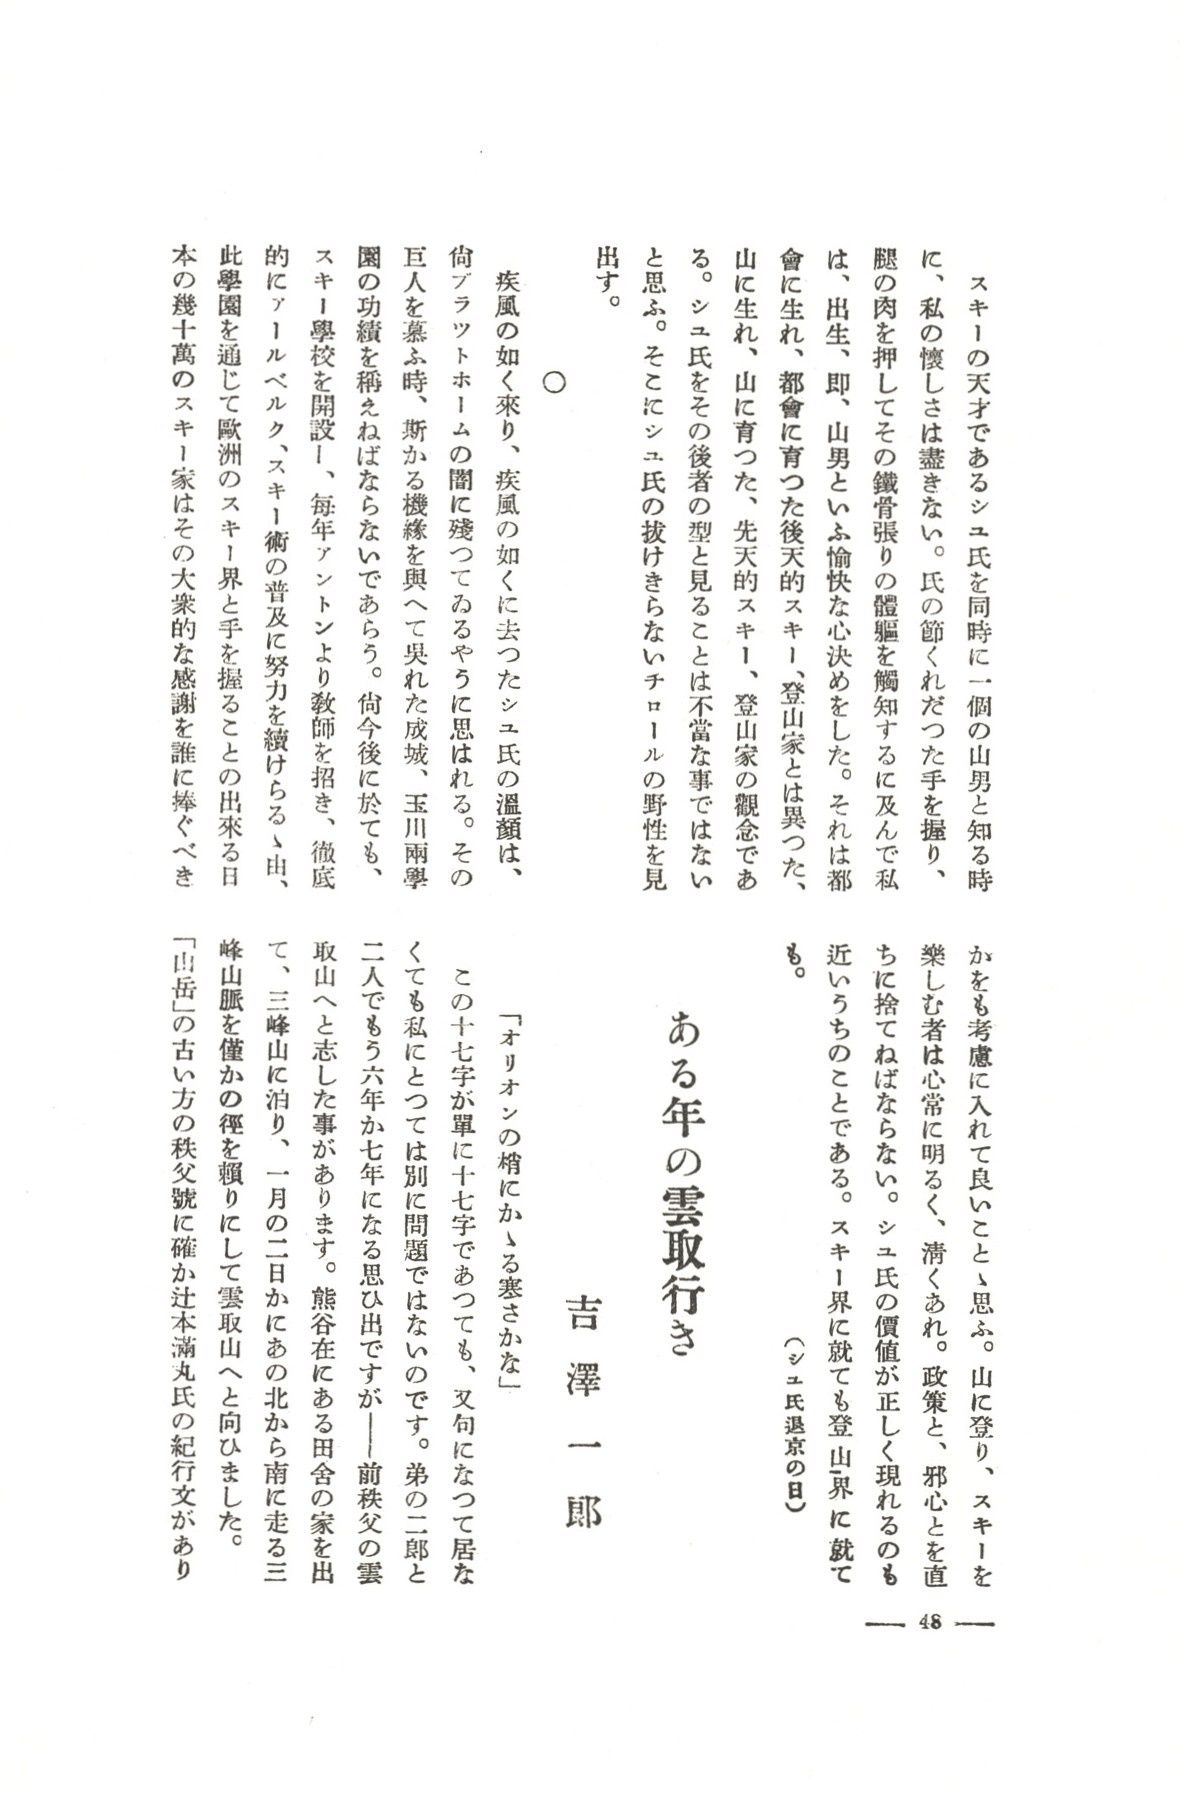 スキーの天才であるシユ氏を同時に一個の山男と知る時
に、私の懷しさは盡きない。氏の節くれだつた手を握り、
腿の肉を押してその鐵骨張りの體軀を觸知するに及んで私
は、出生、即、山男といふ愉快な心決めをした。それは都
會に生れ、都會に育つた後天的スキー、登山家とは異つた、
山に生れ、山に育つた、先天的スキー、登山家の觀念であ
る。シユ氏をその後者の型と見ることは不當な事ではない
と思ふ。そこにシユ氏の拔けきらないチロールの野性を見
出す。
○
疾風の如く來り、疾風の如くに去つたシユ氏の溫顏は、
尙プラツトホームの闇に殘つてゐるやうに思はれる。その
巨人を慕ふ時、斯かる機緣を與へて吳れた成城、玉川兩學
園の功績を稱えねばならないであらう。尙今後に於ても、
スキー學校を開設し、每年アントンより敎師を招き、徹底
的にアールベルク、スキー術の普及に努力を續けらるゝ由、
此學園を通じて歐洲のスキー界と手を握ることの出來る日
本の幾十萬のスキー家はその大衆的な感謝を誰に捧ぐべき
かをも考慮に入れて良いことゝ思ふ。山に登り、スキーを
樂しむ者は心常に明るく、淸くあれ。政策と、邪心とを直
ちに捨てねばならない。シユ氏の價値が正しく現れるのも
近いうちのことである。スキー界に就ても登山界に就て
も。
（シユ氏退京の日）
ある年の雲取行き
吉澤一郞
「オリオンの梢にかゝる寒さかな」
この十七字が單に十七字であつても、又句になつて居な
くても私にとつては別に問題ではないのです。弟の二郞と
二人でもう六年か七年になる思ひ出ですが――前秩父の雲
取山へと志した事があります。熊谷在にある田舍の家を出
て、三峰山に泊り、一月の二日かにあの北から南に走る三
峰山脈を僅かの徑を賴りにして雲取山へと向ひました。
「山岳」の古い方の秩父號に確か辻本滿丸氏の紀行文があり
― 48 ―